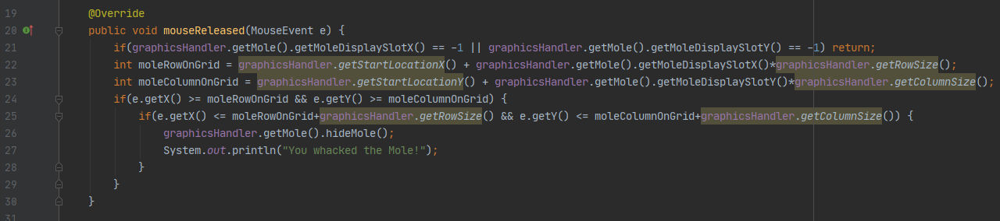 19 @Override
20 public void mouseReleased(MouseEvent e) {
21 if(graphicsHandler.getMole().getMoleDisplaySlotX() == -1 || graphicsHandler.getMole().getMoleDisplaySlotY() == -1) return;
22 int moleRowOnGrid = graphicsHandler.getStartLocationX() + graphicsHandler.getMole().getMoleDisplaySlotX()*graphicsHandler.getRowSize();
23 int moleColumnOnGrid = graphicsHandler.getStartLocationY() + graphicsHandler.getMole().getMoleDisplaySlotY()*graphicsHandler.getColumnSize();
24 if(e.getX() >= moleRowOnGrid && e.getY() >= moleColumnOnGrid) {
25 if(e.getX() <= moleRowOnGrid+graphicsHandler.getRowSize() && e.getY() <= moleColumnOnGrid+graphicsHandler.getColumnSize()) {
26 graphicsHandler.getMole().hideMole();
27 System.out.println("You whacked the Mole!");
28 }
29 }
30 }
31